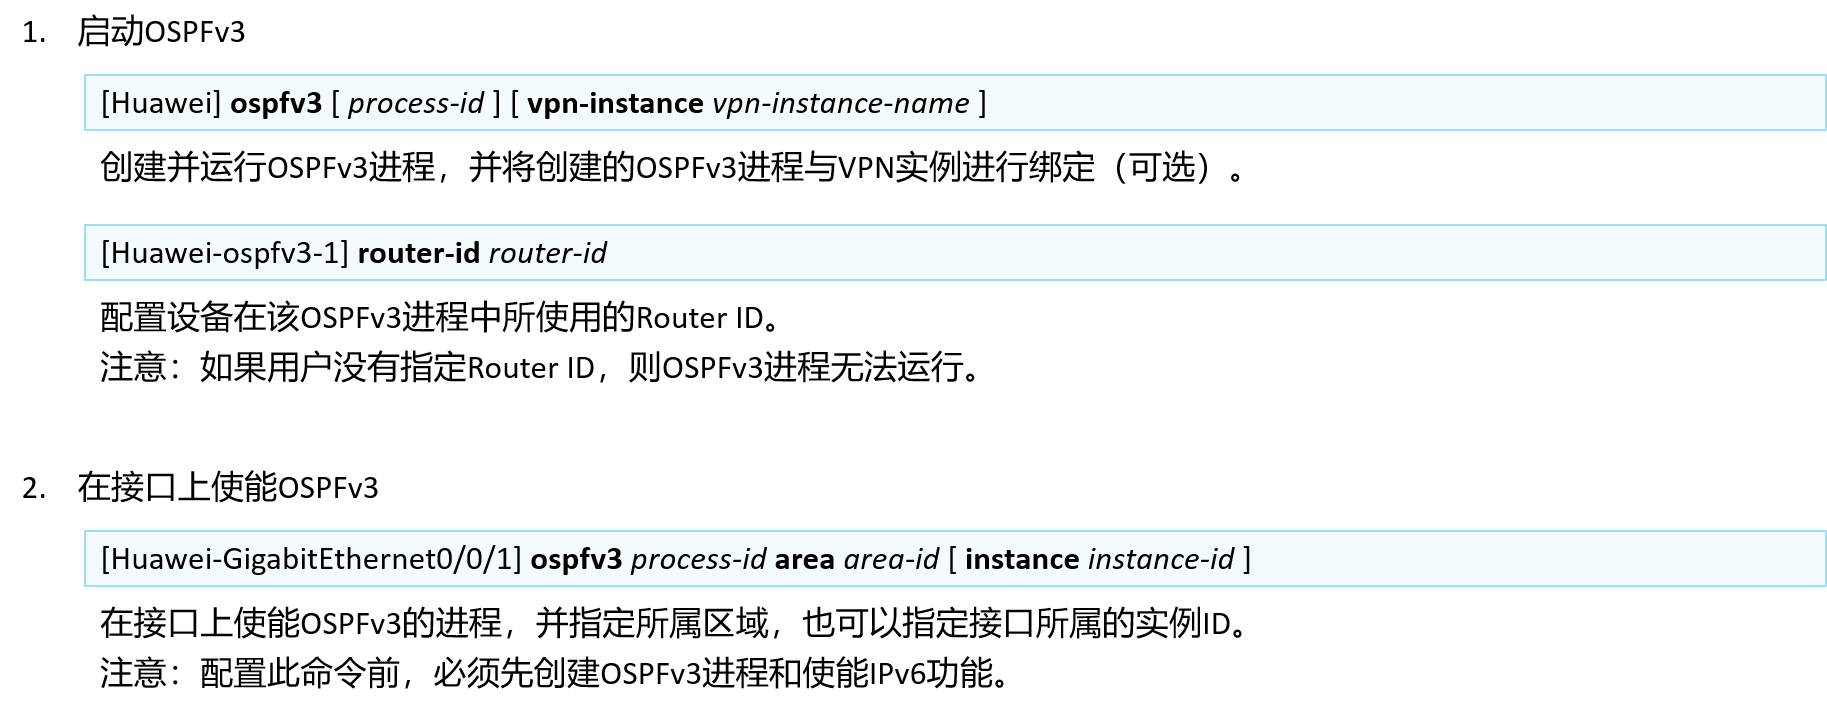 1. 启动OSPFv3
[Huawei] ospfv3 [ process-id ] [ vpn-instance vpn-instance-name ]
创建并运行OSPFv3进程，并将创建的OSPFv3进程与VPN实例进行绑定（可选）。
[Huawei-ospfv3-1] router-id router-id
配置设备在该OSPFv3进程中所使用的Router ID。
注意：如果用户没有指定Router ID，则OSPFv3进程无法运行。
2. 在接口上使能OSPFv3
[Huawei-GigabitEthernet0/0/1] ospfv3 process-id area area-id [ instance instance-id ]
在接口上使能OSPFv3的进程，并指定所属区域，也可以指定接口所属的实例ID。
注意：配置此命令前，必须先创建OSPFv3进程和使能IPv6功能。